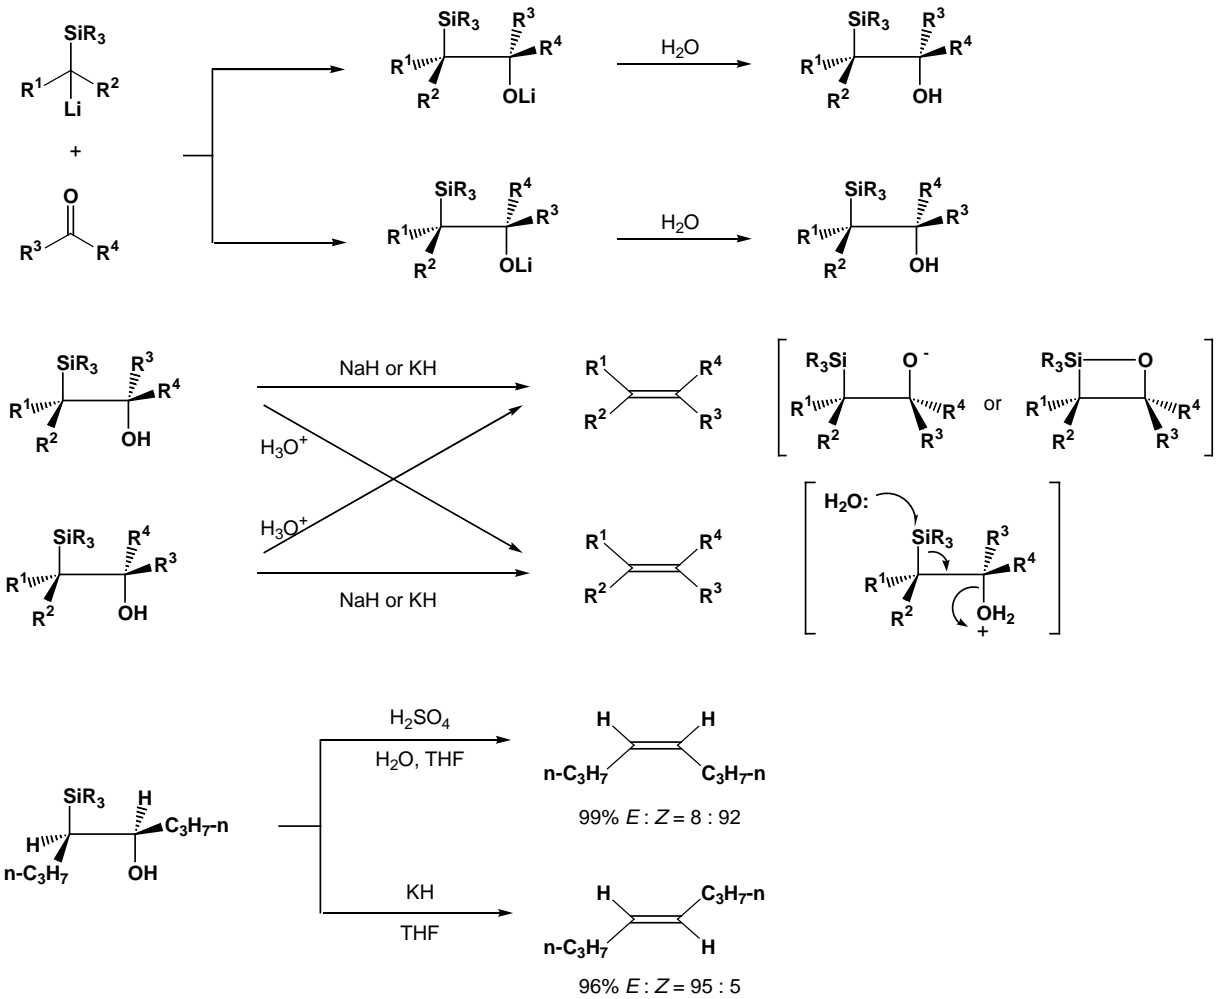 SiR3
R1 R2
Li
+
O
R3 R4
SiR3 R3
R1 R4
R2 OLi
H2O
SiR3 R3
R1 R4
R2 OH
SiR3 R4
R1 R3
R2 OLi
H2O
SiR3 R4
R1 R3
R2 OH
SiR3 R3
R1 R4
R2 OH
NaH or KH
H3O+
R1 R4
R2 R3
R3Si O -
R1 R4
R2 R3
or
R3Si O
R1 R4
R2 R3
SiR3 R4
R1 R3
R2 OH
H3O+
NaH or KH
R1 R4
R2 R3
H2O:
SiR3 R3
R1 R4
R2 OH2
+
SiR3 H
H C3H7-n
n-C3H7 OH
H2SO4
H2O, THF
H H
n-C3H7 C3H7-n
99% E : Z = 8 : 92
KH
THF
H C3H7-n
n-C3H7 H
96% E : Z = 95 : 5